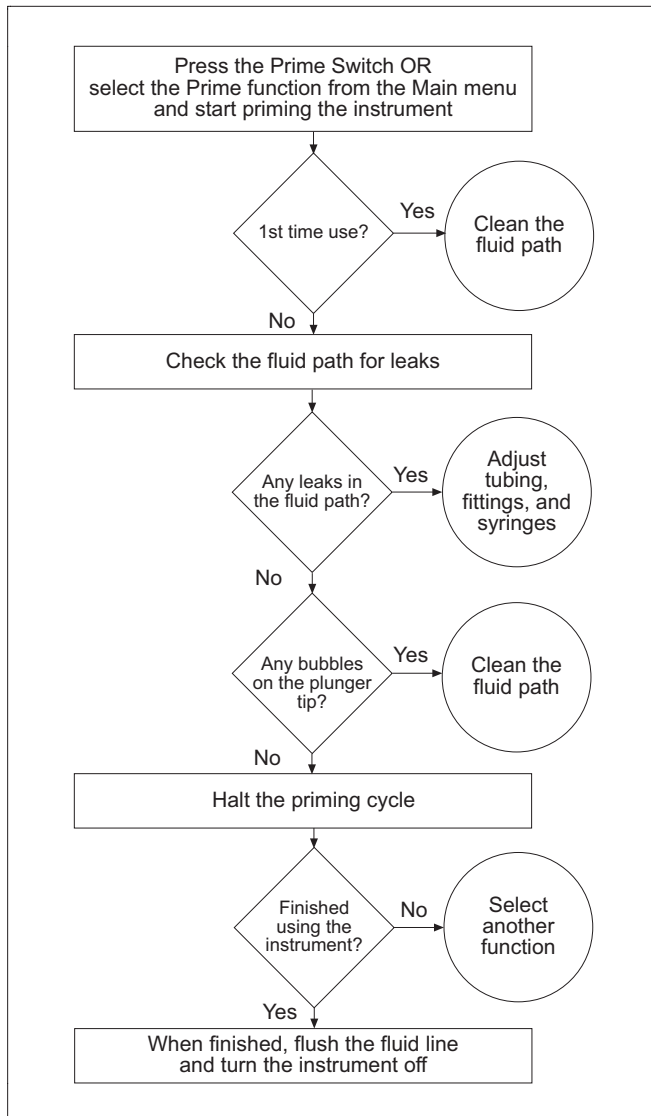 Press the Prime Switch OR
select the Prime function from the Main menu
and start priming the instrument
1st time use?
Yes
Clean the
fluid path
No
Check the fluid path for leaks
Any leaks in
the fluid path?
Yes
Adjust
tubing,
fittings, and
syringes
No
Any bubbles
on the plunger
tip?
Yes
Clean the
fluid path
No
Halt the priming cycle
Finished
using the
instrument?
No
Select
another
function
Yes
When finished, flush the fluid line
and turn the instrument off